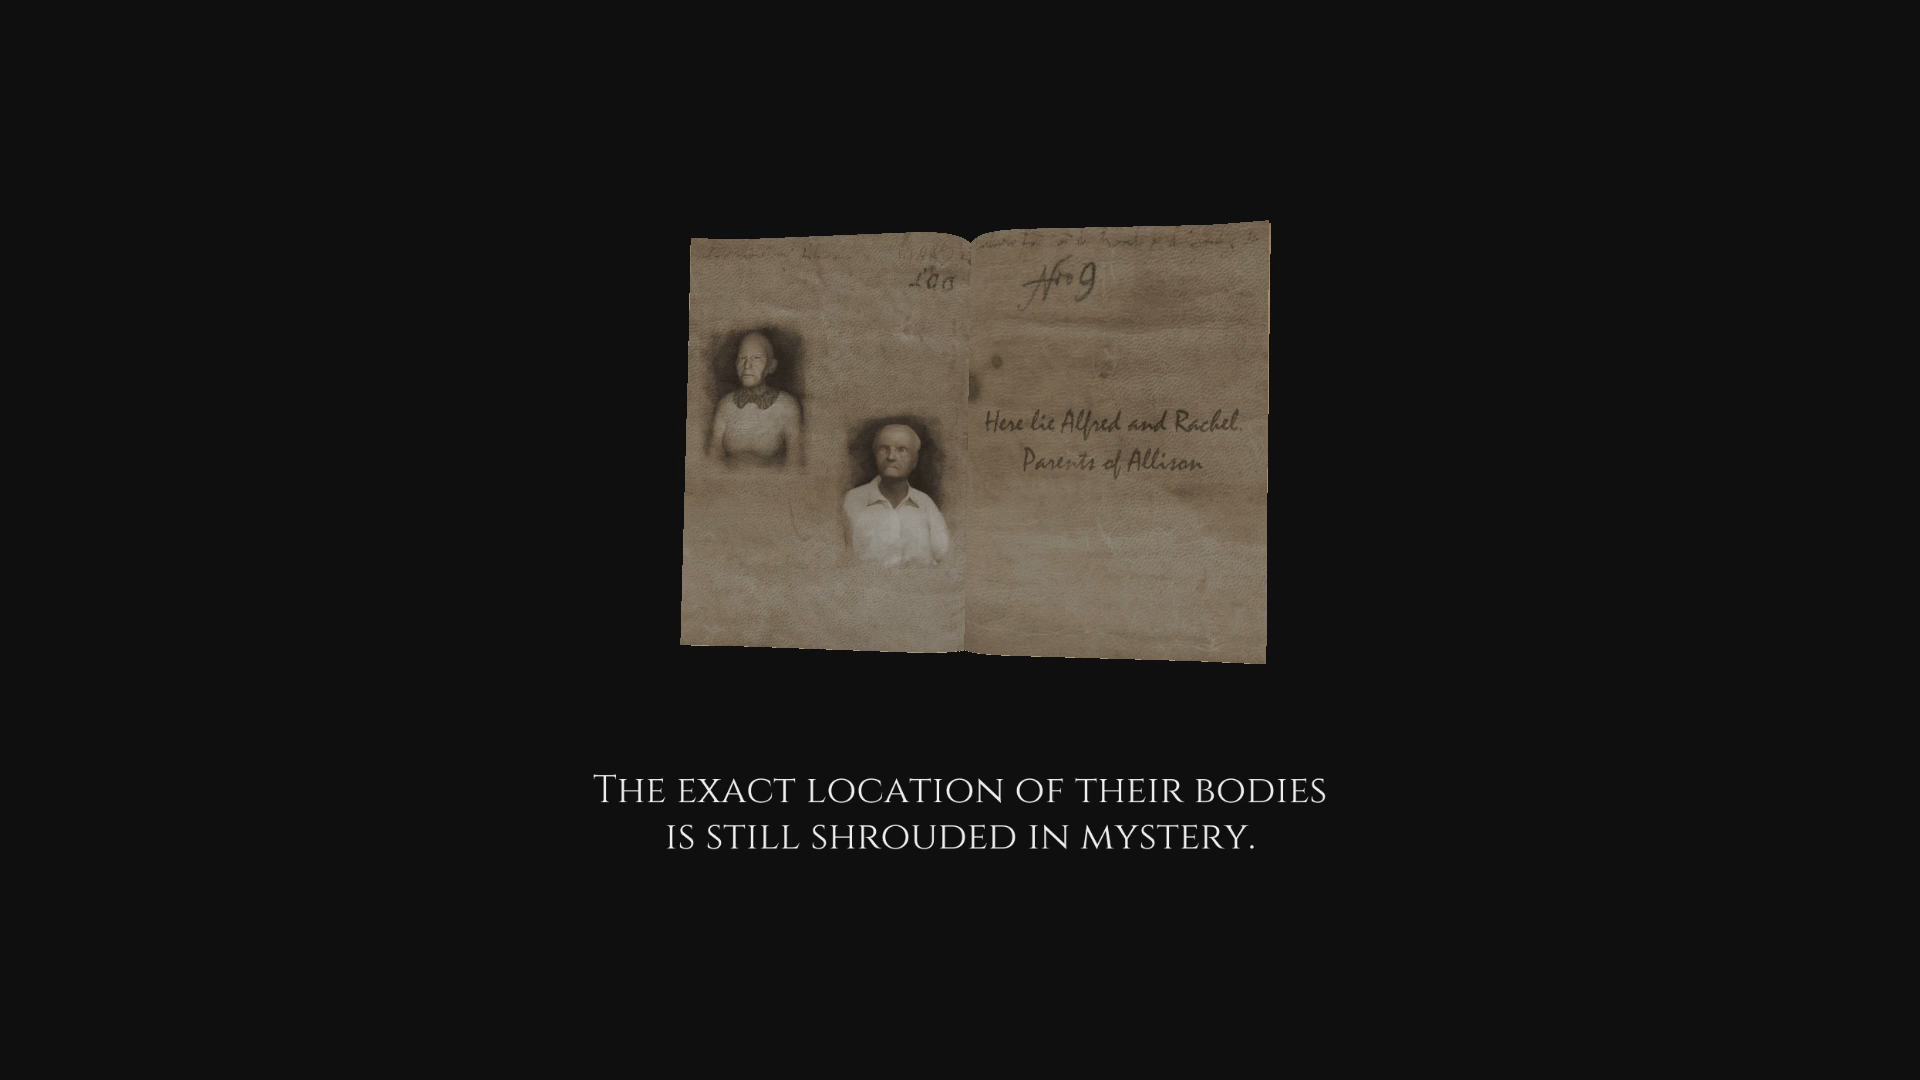 Nro 9
Here lie Alfred and Rachel.
Parents of Allison
The exact location of their bodies
is still shrouded in mystery.